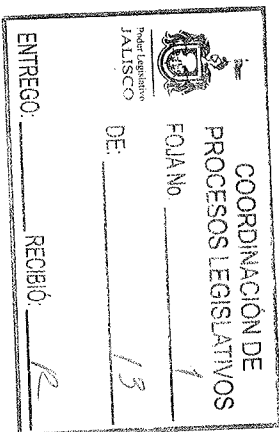 Poder Legislativo
JALISCO
COORDINACIÓN DE
PROCESOS LEGISLATIVOS
FOJA No. 1
DE: 13
ENTREGO: RECIBIÓ: R